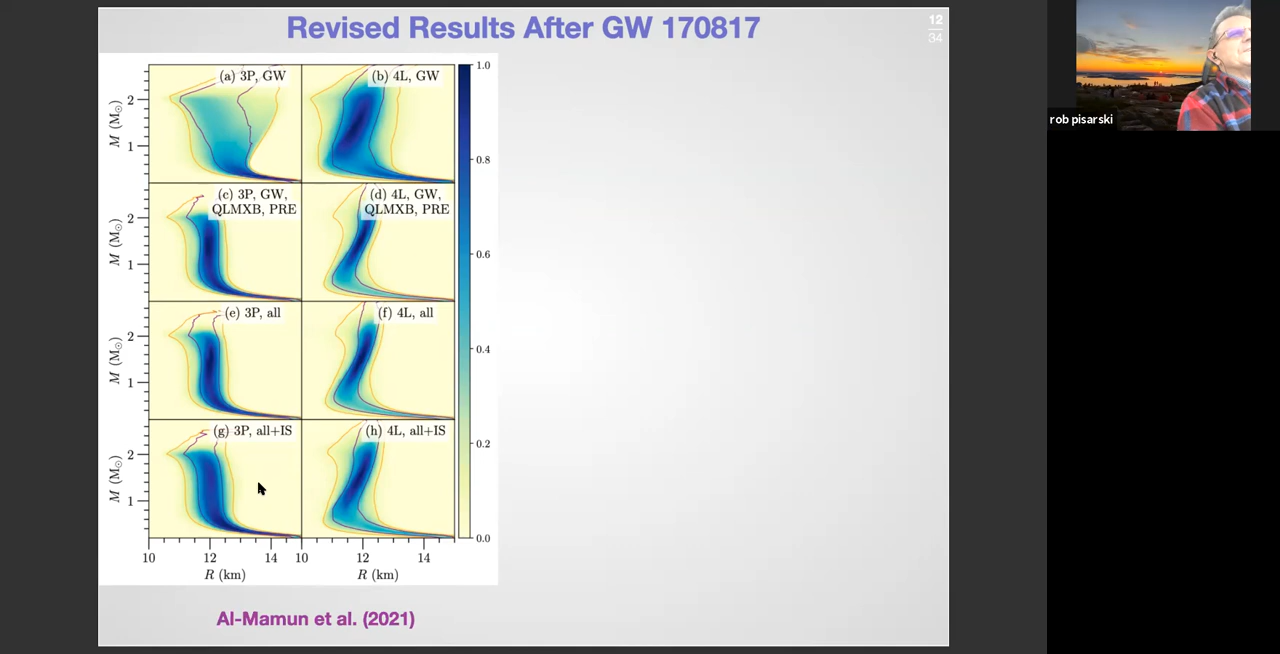 Revised Results After GW 170817
12
34
rob pisarski
(a) 3P, GW
(b) 4L, GW
(c) 3P, GW,
QLMXB, PRE
(d) 4L, GW,
QLMXB, PRE
(e) 3P, all
(f) 4L, all
(g) 3P, all+IS
(h) 4L, all+IS
M (M⊙)
2
1
M (M⊙)
2
1
M (M⊙)
2
1
M (M⊙)
2
1
1.0
0.8
0.6
0.4
0.2
0.0
10 12 14 10 12 14
R (km) R (km)
Al-Mamun et al. (2021)